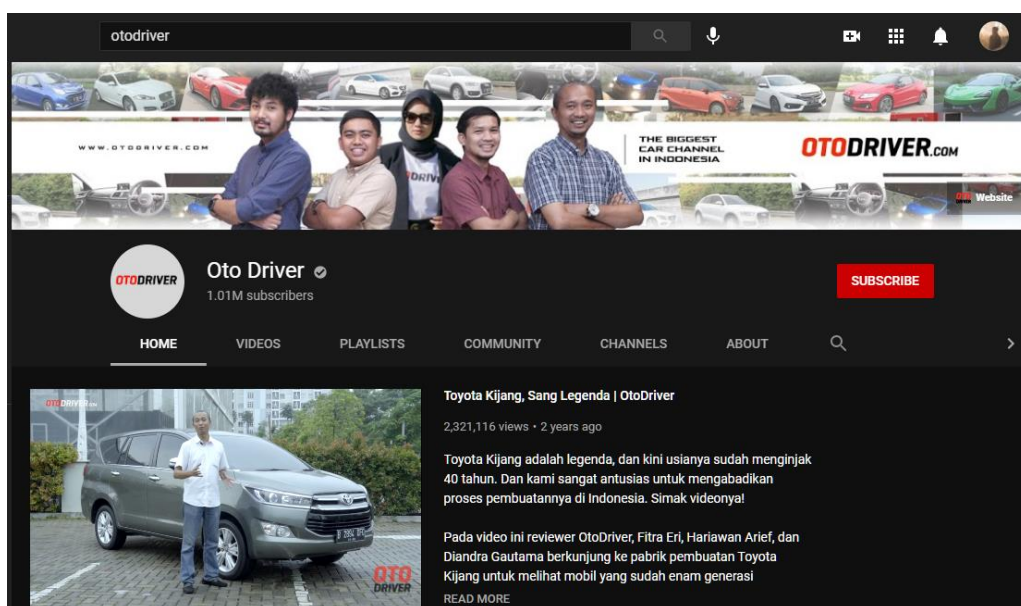 otodriver
WWW.OTODRIVER.COM
THE BIGGEST
CAR CHANNEL
IN INDONESIA
OTODRIVER.COM
Website
OTODRIVER
Oto Driver
1.01M subscribers
SUBSCRIBE
HOME VIDEOS PLAYLISTS COMMUNITY CHANNELS ABOUT
OTODRIVER.COM
OTO
DRIVER
Toyota Kijang, Sang Legenda | OtoDriver
2,321,116 views • 2 years ago
Toyota Kijang adalah legenda, dan kini usianya sudah menginjak
40 tahun. Dan kami sangat antusias untuk mengabadikan
proses pembuatannya di Indonesia. Simak videonya!
Pada video ini reviewer OtoDriver, Fitra Eri, Hariawan Arief, dan
Diandra Gautama berkunjung ke pabrik pembuatan Toyota
Kijang untuk melihat mobil yang sudah enam generasi
READ MORE